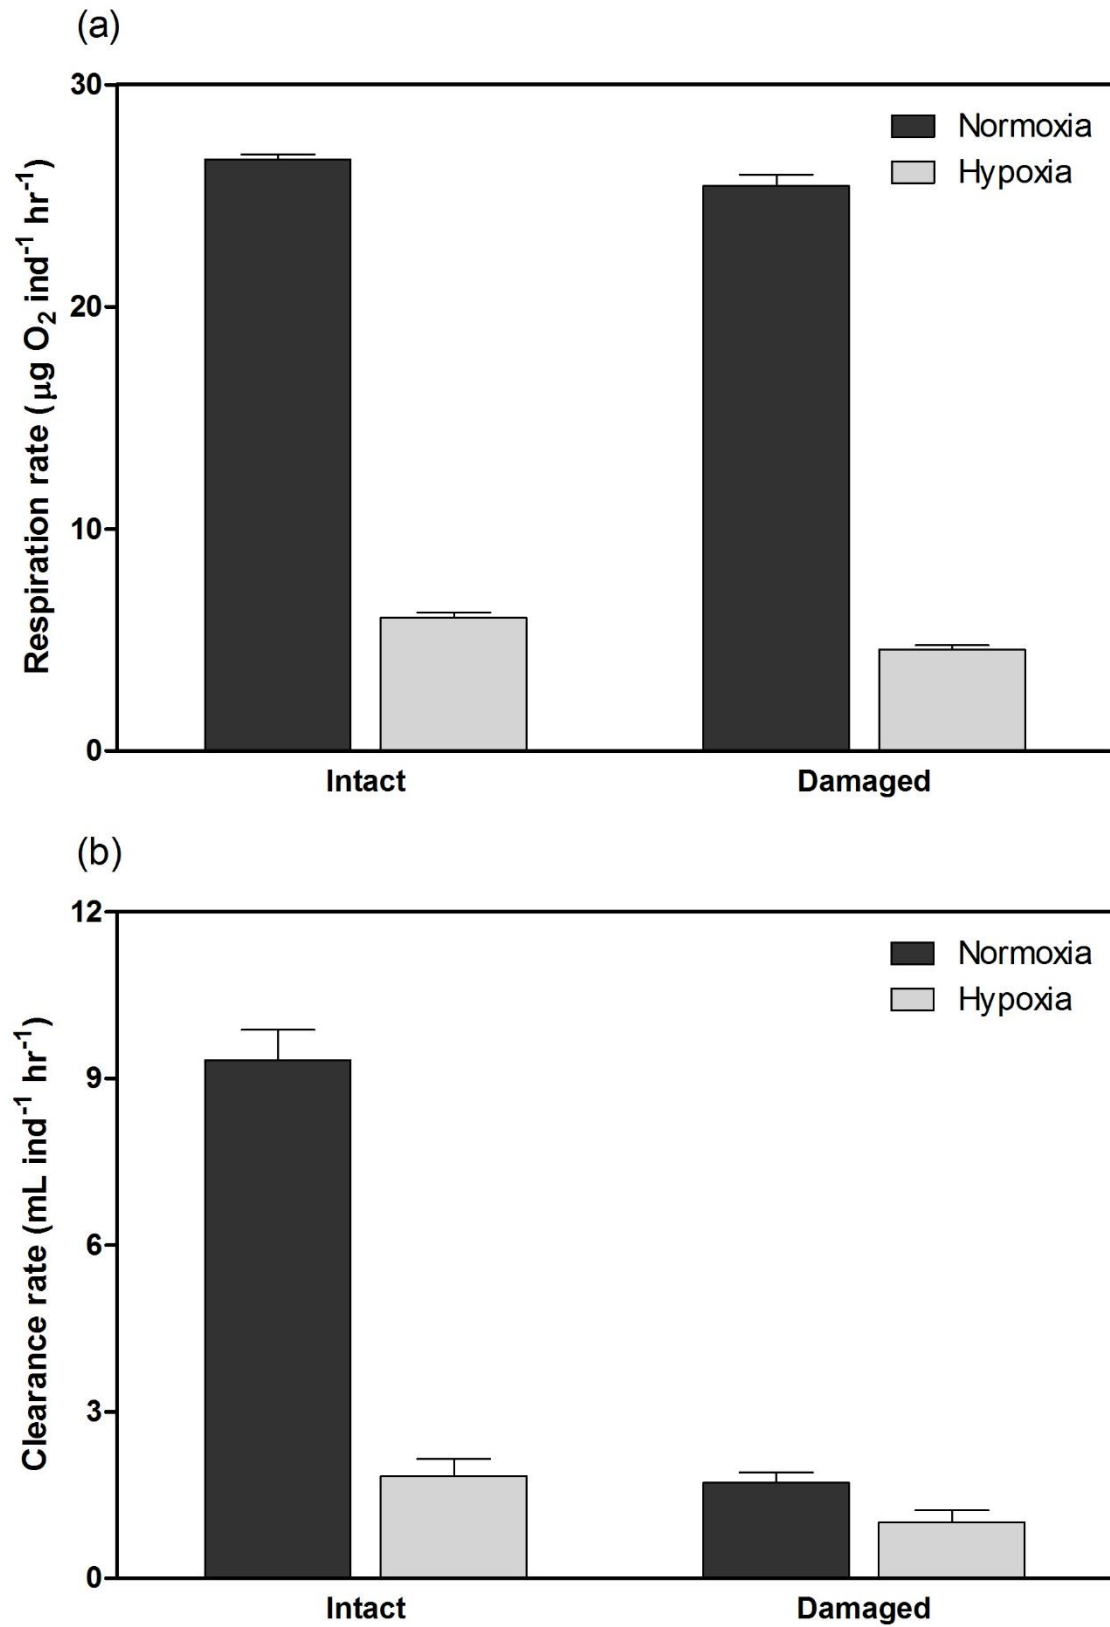 (a)
30
20
10
0
Respiration rate (μg O₂ ind⁻¹ hr⁻¹)
Normoxia
Hypoxia
Intact Damaged
(b)
12
9
6
3
0
Clearance rate (mL ind⁻¹ hr⁻¹)
Normoxia
Hypoxia
Intact Damaged